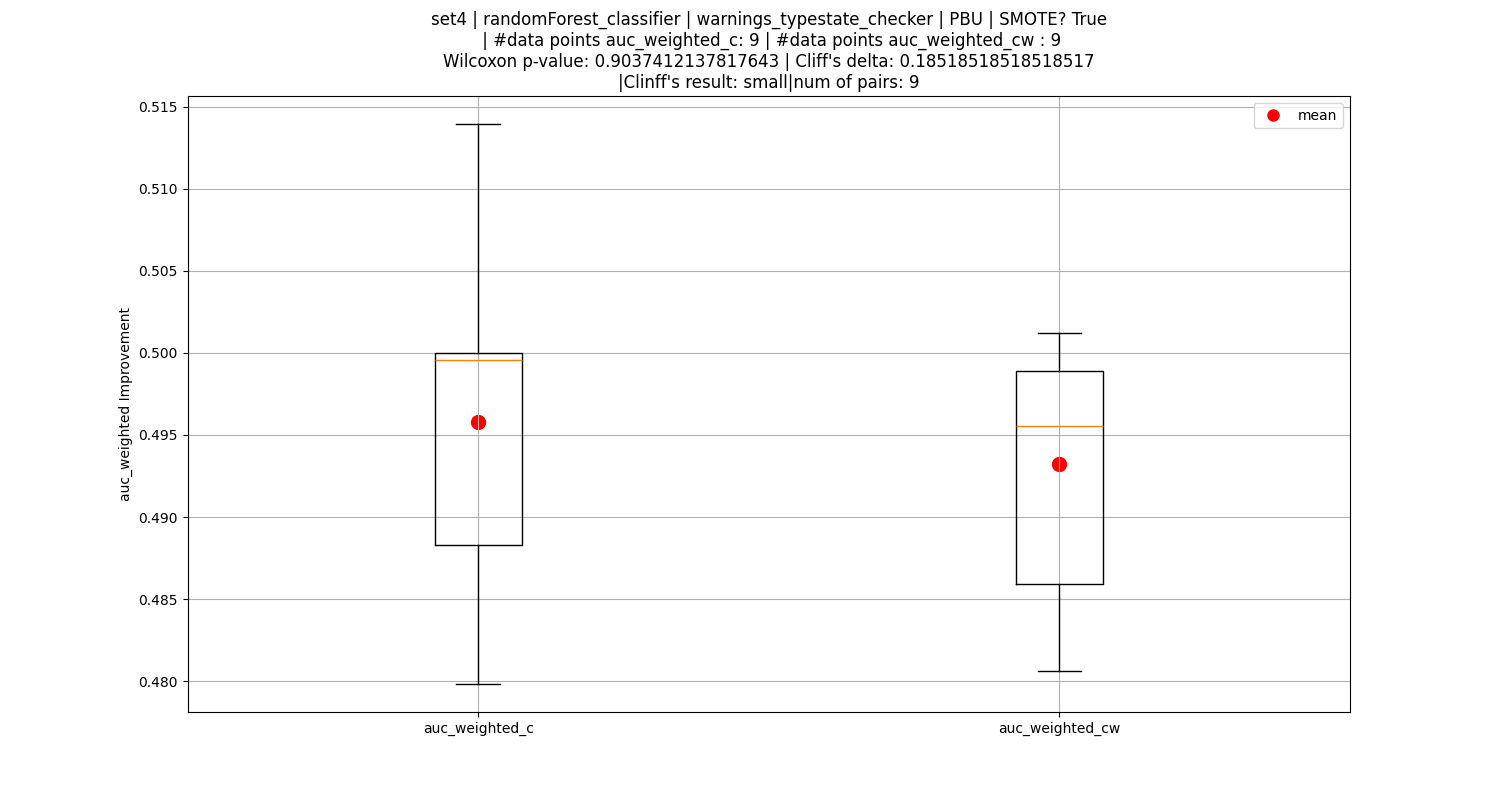 set4 | randomForest_classifier | warnings_typestate_checker | PBU | SMOTE? True
| #data points auc_weighted_c: 9 | #data points auc_weighted_cw : 9
Wilcoxon p-value: 0.9037412137817643 | Cliff's delta: 0.18518518518518517
|Clinff's result: small|num of pairs: 9
mean
0.515
0.510
0.505
0.500
0.495
0.490
0.485
0.480
auc_weighted Improvement
auc_weighted_c
auc_weighted_cw